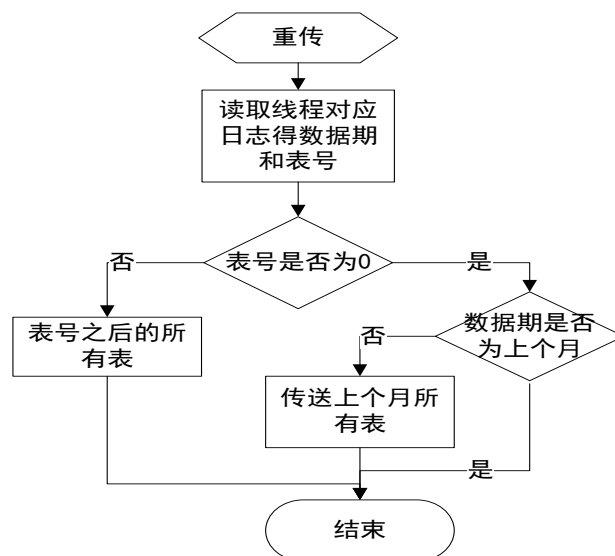 重传
读取线程对应
日志得数据期
和表号
表号是否为0
否
是
表号之后的所
有表
数据期是否
为上个月
否
传送上个月所
有表
是
结束